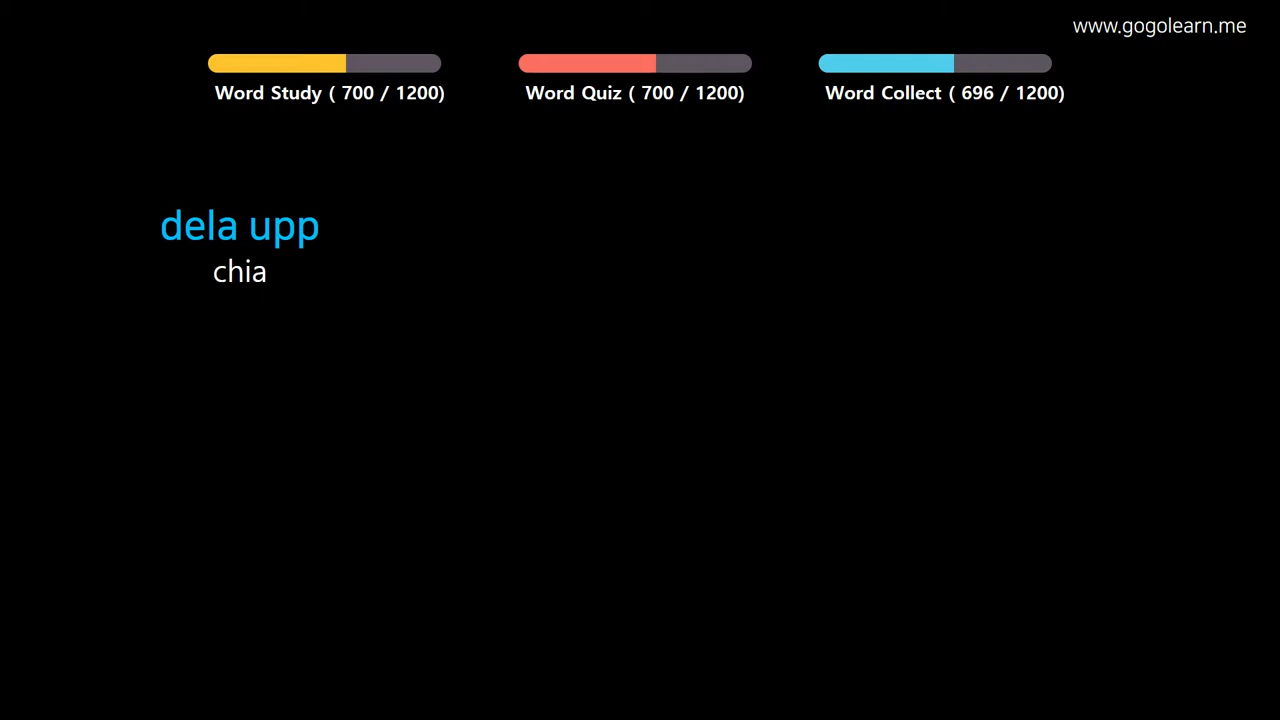 www.gogolearn.me
Word Study ( 700 / 1200)
Word Quiz ( 700 / 1200)
Word Collect ( 696 / 1200)
dela upp
chia